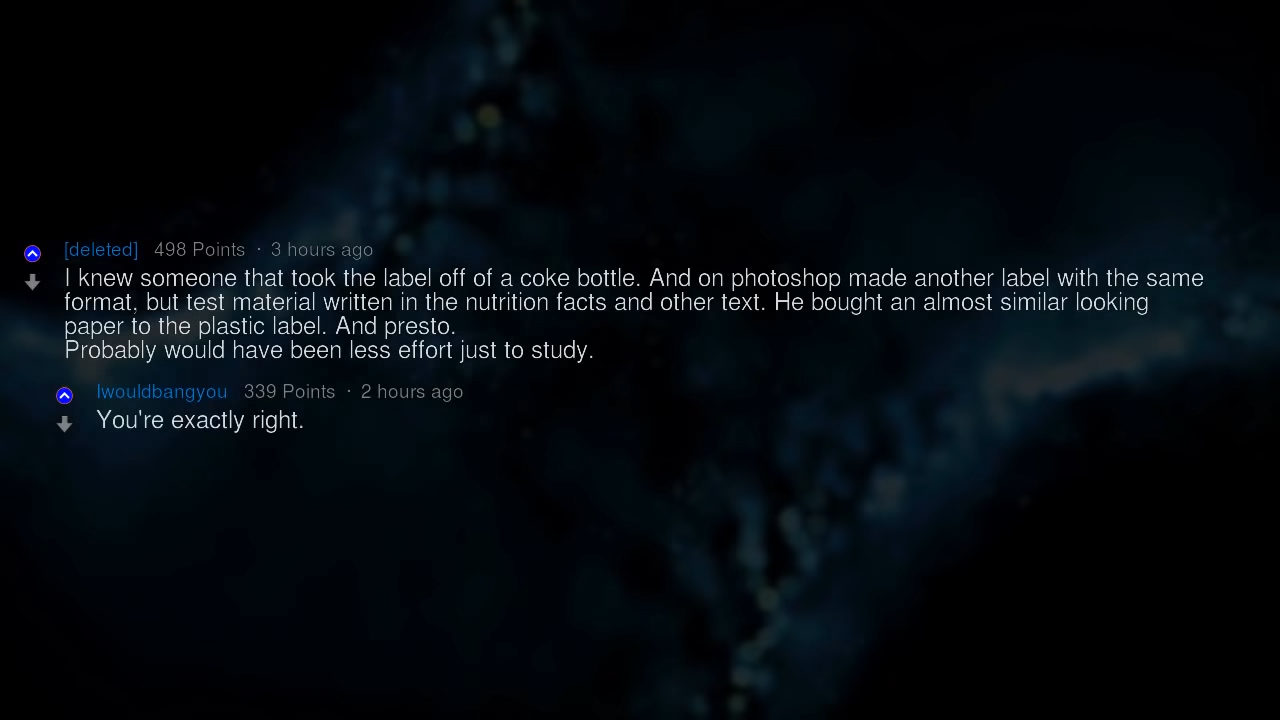 [deleted] 498 Points · 3 hours ago
I knew someone that took the label off of a coke bottle. And on photoshop made another label with the same
format, but test material written in the nutrition facts and other text. He bought an almost similar looking
paper to the plastic label. And presto.
Probably would have been less effort just to study.
Iwouldbangyou 339 Points · 2 hours ago
You're exactly right.